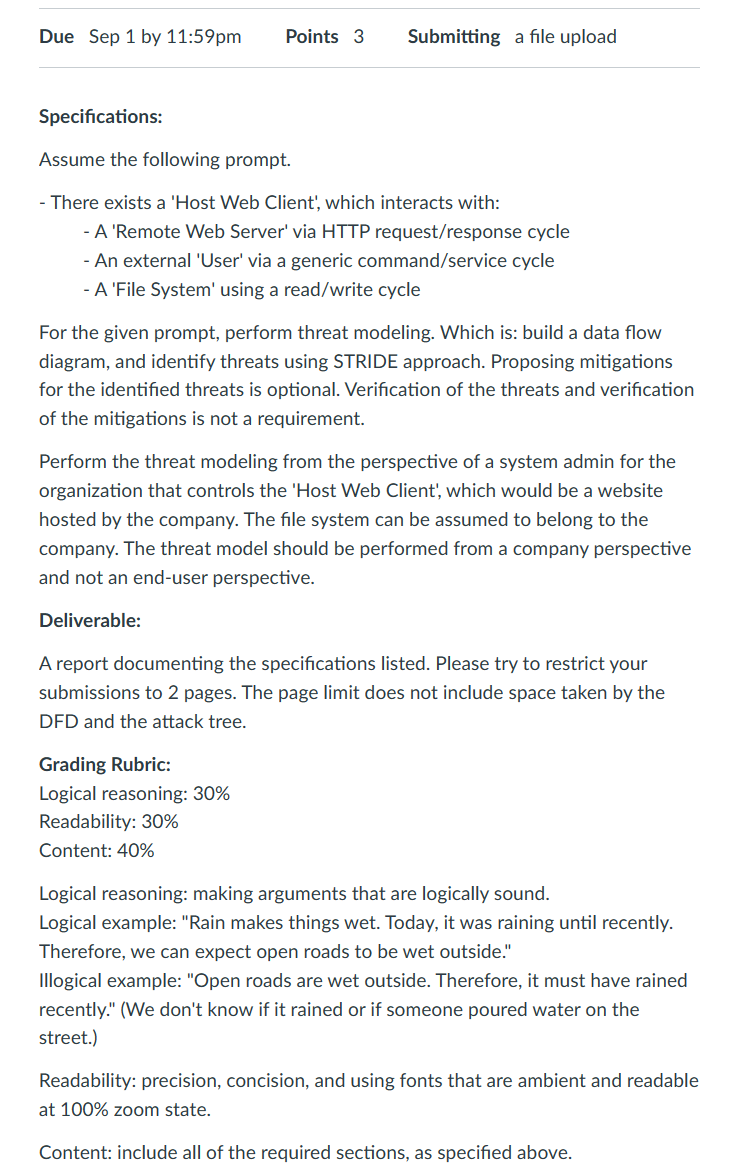 Due Sep 1 by 11:59pm Points 3 Submitting a file upload
Specifications:
Assume the following prompt.
- There exists a 'Host Web Client', which interacts with:
- A 'Remote Web Server' via HTTP request/response cycle
- An external 'User' via a generic command/service cycle
- A 'File System' using a read/write cycle
For the given prompt, perform threat modeling. Which is: build a data flow
diagram, and identify threats using STRIDE approach. Proposing mitigations
for the identified threats is optional. Verification of the threats and verification
of the mitigations is not a requirement.
Perform the threat modeling from the perspective of a system admin for the
organization that controls the 'Host Web Client', which would be a website
hosted by the company. The file system can be assumed to belong to the
company. The threat model should be performed from a company perspective
and not an end-user perspective.
Deliverable:
A report documenting the specifications listed. Please try to restrict your
submissions to 2 pages. The page limit does not include space taken by the
DFD and the attack tree.
Grading Rubric:
Logical reasoning: 30%
Readability: 30%
Content: 40%
Logical reasoning: making arguments that are logically sound.
Logical example: "Rain makes things wet. Today, it was raining until recently.
Therefore, we can expect open roads to be wet outside."
Illogical example: "Open roads are wet outside. Therefore, it must have rained
recently." (We don't know if it rained or if someone poured water on the
street.)
Readability: precision, concision, and using fonts that are ambient and readable
at 100% zoom state.
Content: include all of the required sections, as specified above.